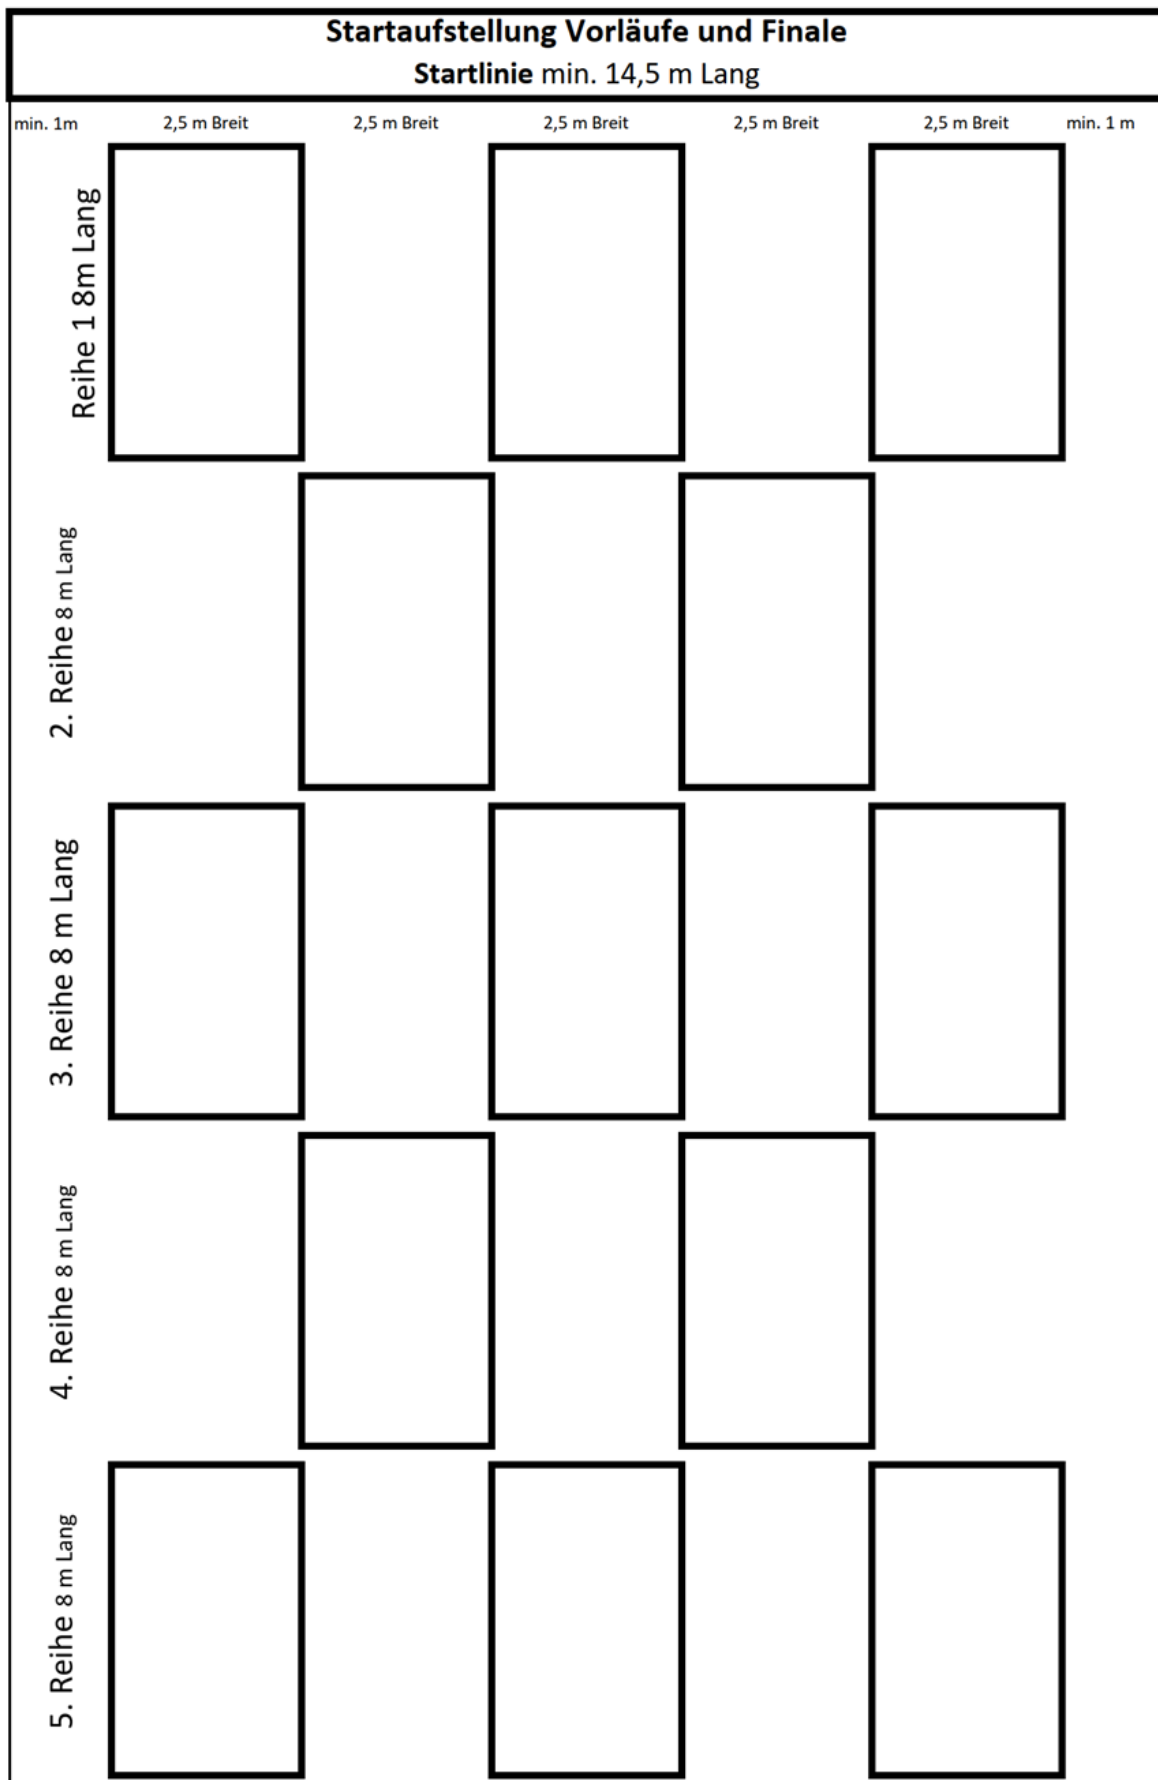 Startaufstellung Vorläufe und Finale
Startlinie min. 14,5 m Lang
min. 1m 2,5 m Breit 2,5 m Breit 2,5 m Breit 2,5 m Breit 2,5 m Breit min. 1 m
Reihe 1 8m Lang
2. Reihe 8 m Lang
3. Reihe 8 m Lang
4. Reihe 8 m Lang
5. Reihe 8 m Lang